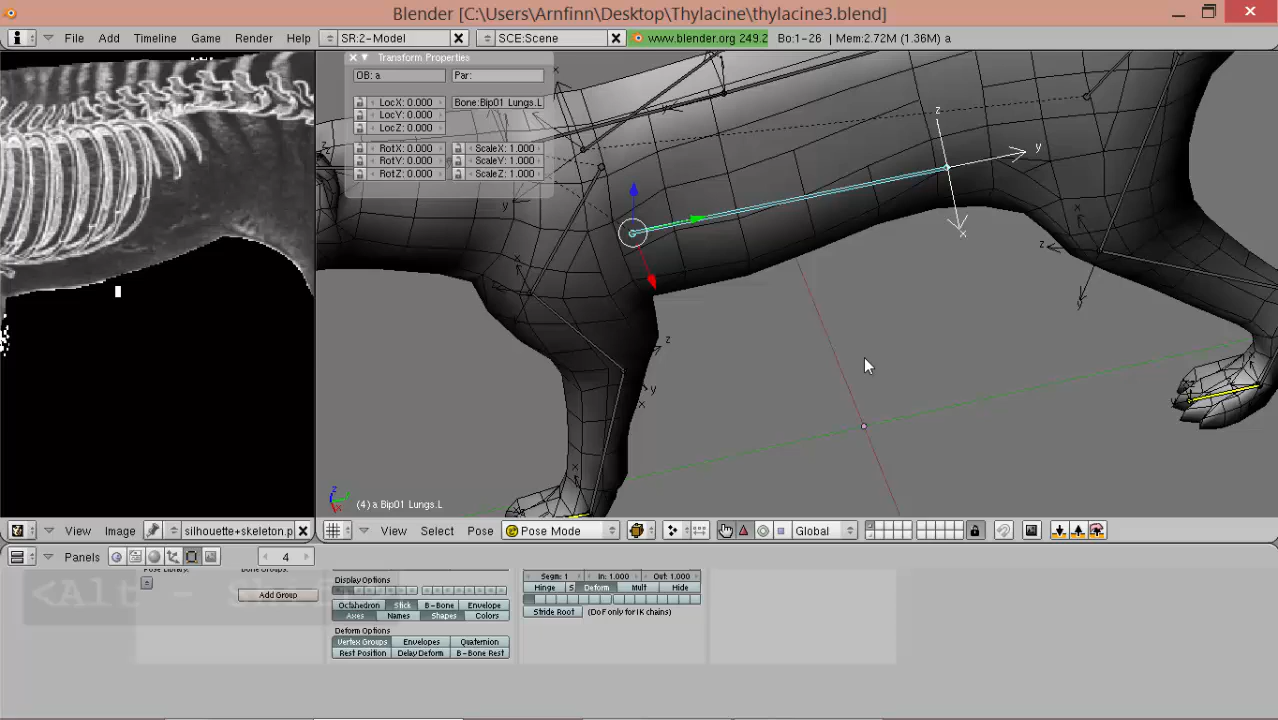 Blender [C:\Users\Arnfinn\Desktop\Thylacine\thylacine3.blend]
File Add Timeline Game Render Help SR:2-Model SCE:Scene www.blender.org 249.2 Bo:1-26 | Mem:2.72M (1.36M) a
Transform Properties
OB: a Par:
LocX: 0.000 Bone:Bip01 Lungs.L
LocY: 0.000
LocZ: 0.000
RotX: 0.000 ScaleX: 1.000
RotY: 0.000 ScaleY: 1.000
RotZ: 0.000 ScaleZ: 1.000
(4) a Bip01 Lungs.L
View Image silhouette+skeleton.p View Select Pose Pose Mode Global
Panels 4
Add Group
Display Options
Octahedron Stick B-Bone Envelope
Axes Names Shapes Colors
Deform Options
Vertex Groups Envelopes Quaternion
Rest Position Delay Deform B-Bone Rest
Segm: 1 In: 1.000 Out: 1.000
Hinge S Deform Mult Hide
Stride Root (DoF only for IK chains)